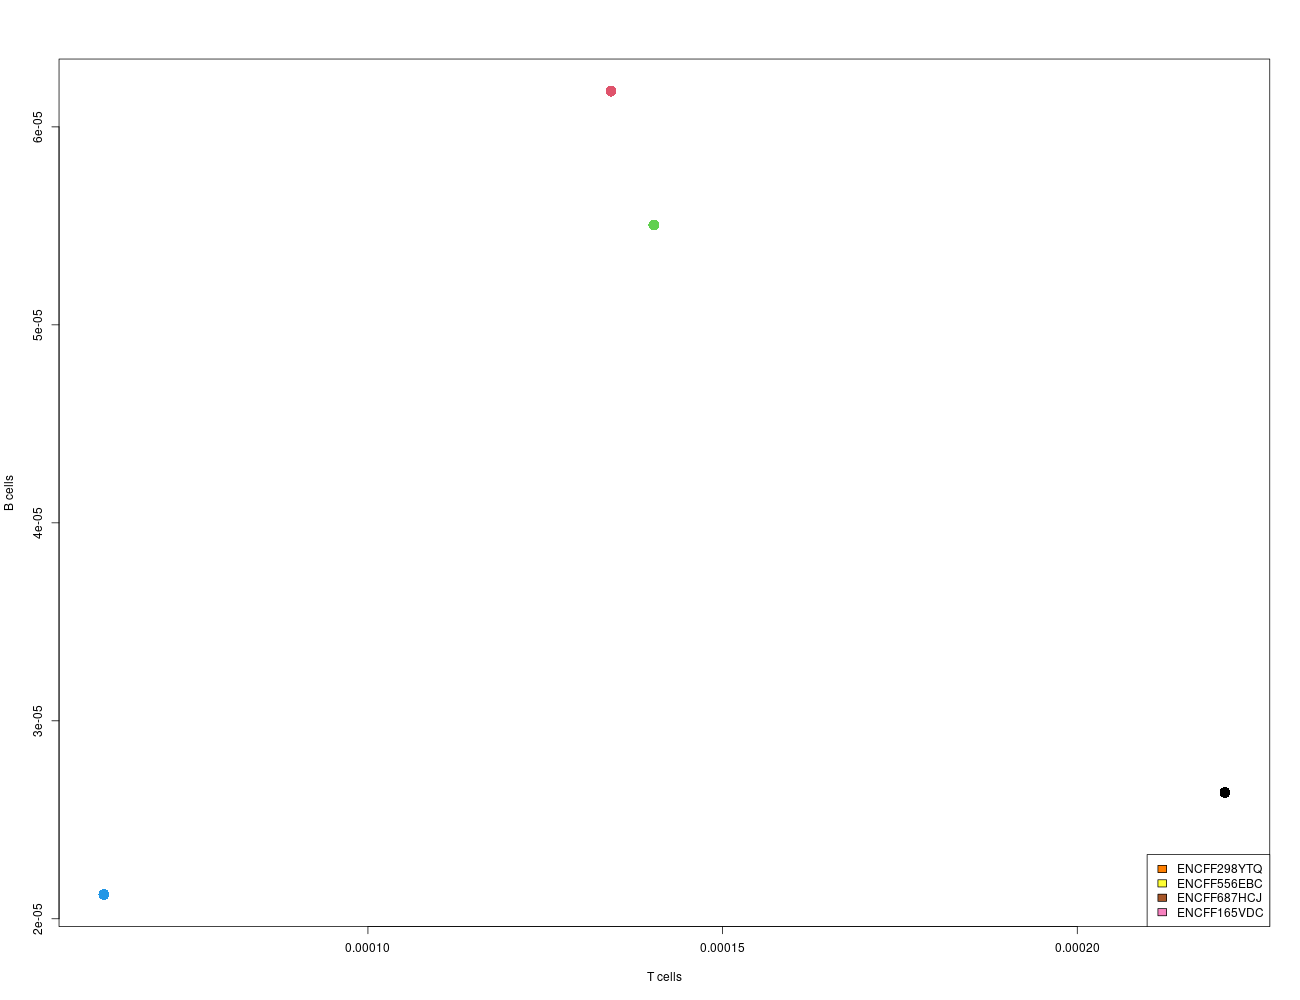 B cells
6e-05
5e-05
4e-05
3e-05
2e-05
ENCFF298YTQ
ENCFF556EBC
ENCFF687HCJ
ENCFF165VDC
0.00010 0.00015 0.00020
T cells